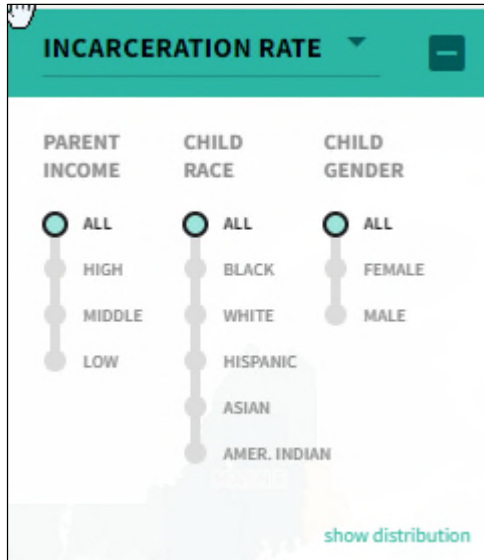 INCARCERATION RATE
PARENT INCOME
CHILD RACE
CHILD GENDER
ALL
HIGH
MIDDLE
LOW
ALL
BLACK
WHITE
HISPANIC
ASIAN
AMER. INDIAN
ALL
FEMALE
MALE
show distribution